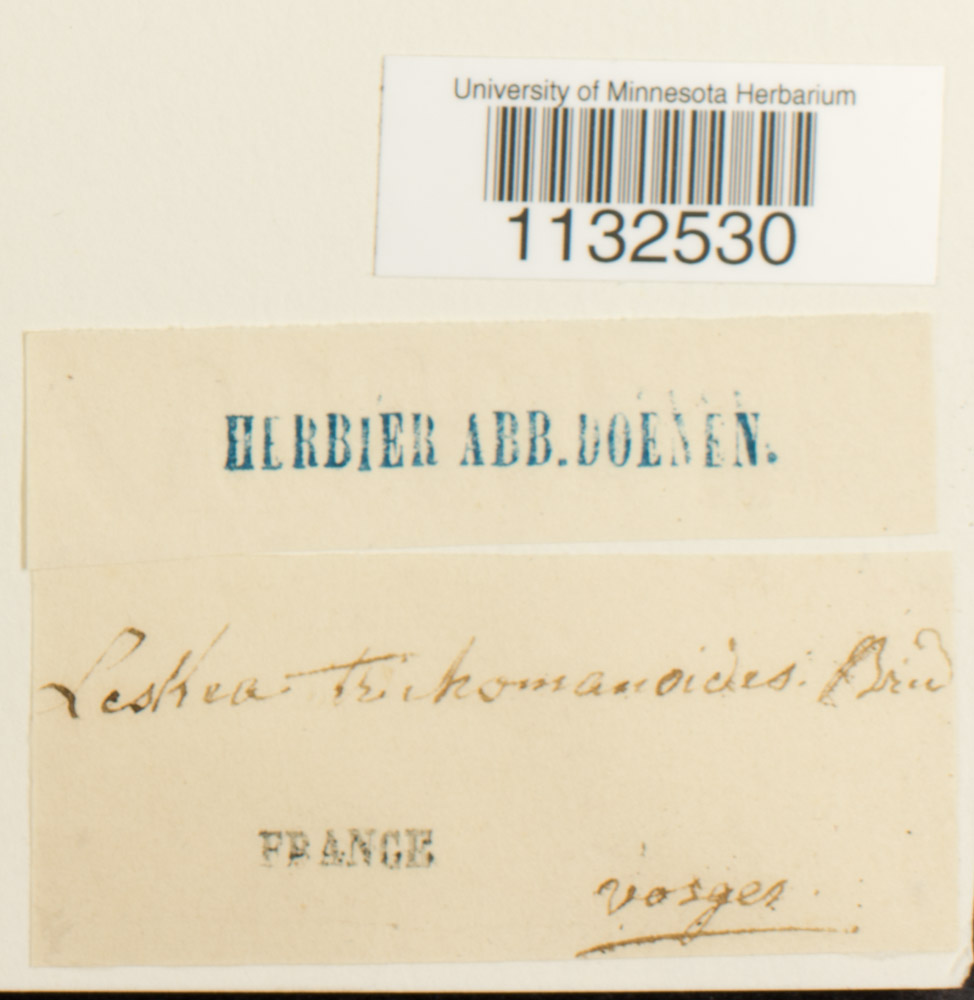 University of Minnesota Herbarium
1132530
HERBIER ABB. DOENEN.
Leskea trichomanoides. Brid
FRANCE
vosges